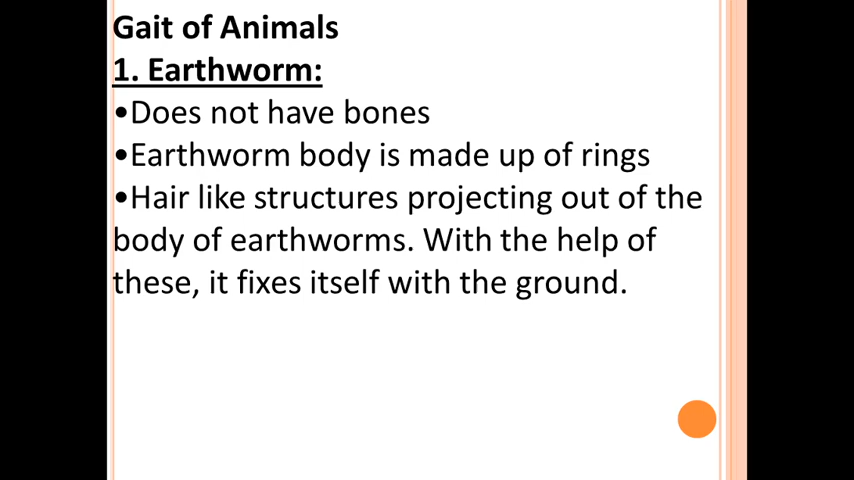 Gait of Animals
1. Earthworm:
•Does not have bones
•Earthworm body is made up of rings
•Hair like structures projecting out of the
body of earthworms. With the help of
these, it fixes itself with the ground.